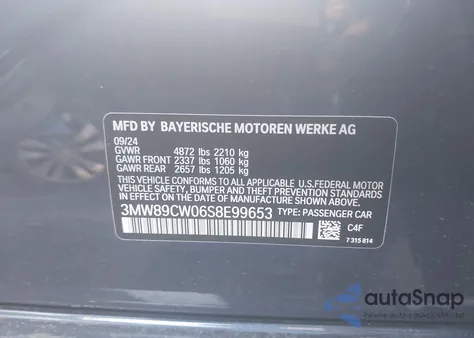 MFD BY BAYERISCHE MOTOREN WERKE AG
09/24
GVWR 4872 lbs 2210 kg
GAWR FRONT 2337 lbs 1060 kg
GAWR REAR 2657 lbs 1205 kg
THIS VEHICLE CONFORMS TO ALL APPLICABLE U.S. FEDERAL MOTOR
VEHICLE SAFETY, BUMPER, AND THEFT PREVENTION STANDARDS
IN EFFECT ON THE DATE OF MANUFACTURE SHOWN ABOVE.
3MW89CW06S8E99653 TYPE: PASSENGER CAR
C4F
7 315 814
autoSnap